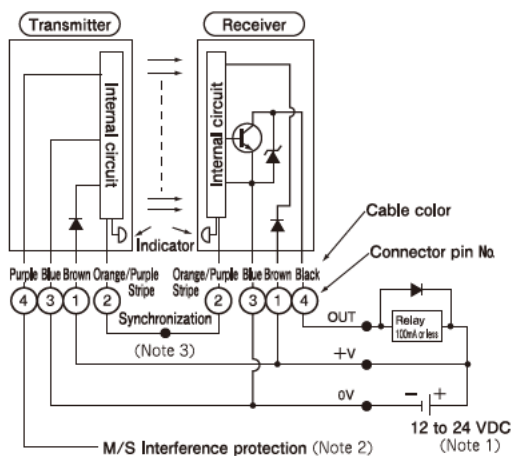 Transmitter
Receiver
Internal circuit
Internal circuit
Indicator
Cable color
Connector pin No.
Purple Blue Brown Orange/Purple Stripe
Orange/Purple Stripe Blue Brown Black
4 3 1 2
2 3 1 4
Synchronization
(Note 3)
OUT
Relay
100mA or less
+V
0V
− +
12 to 24 VDC
(Note 1)
M/S Interference protection (Note 2)